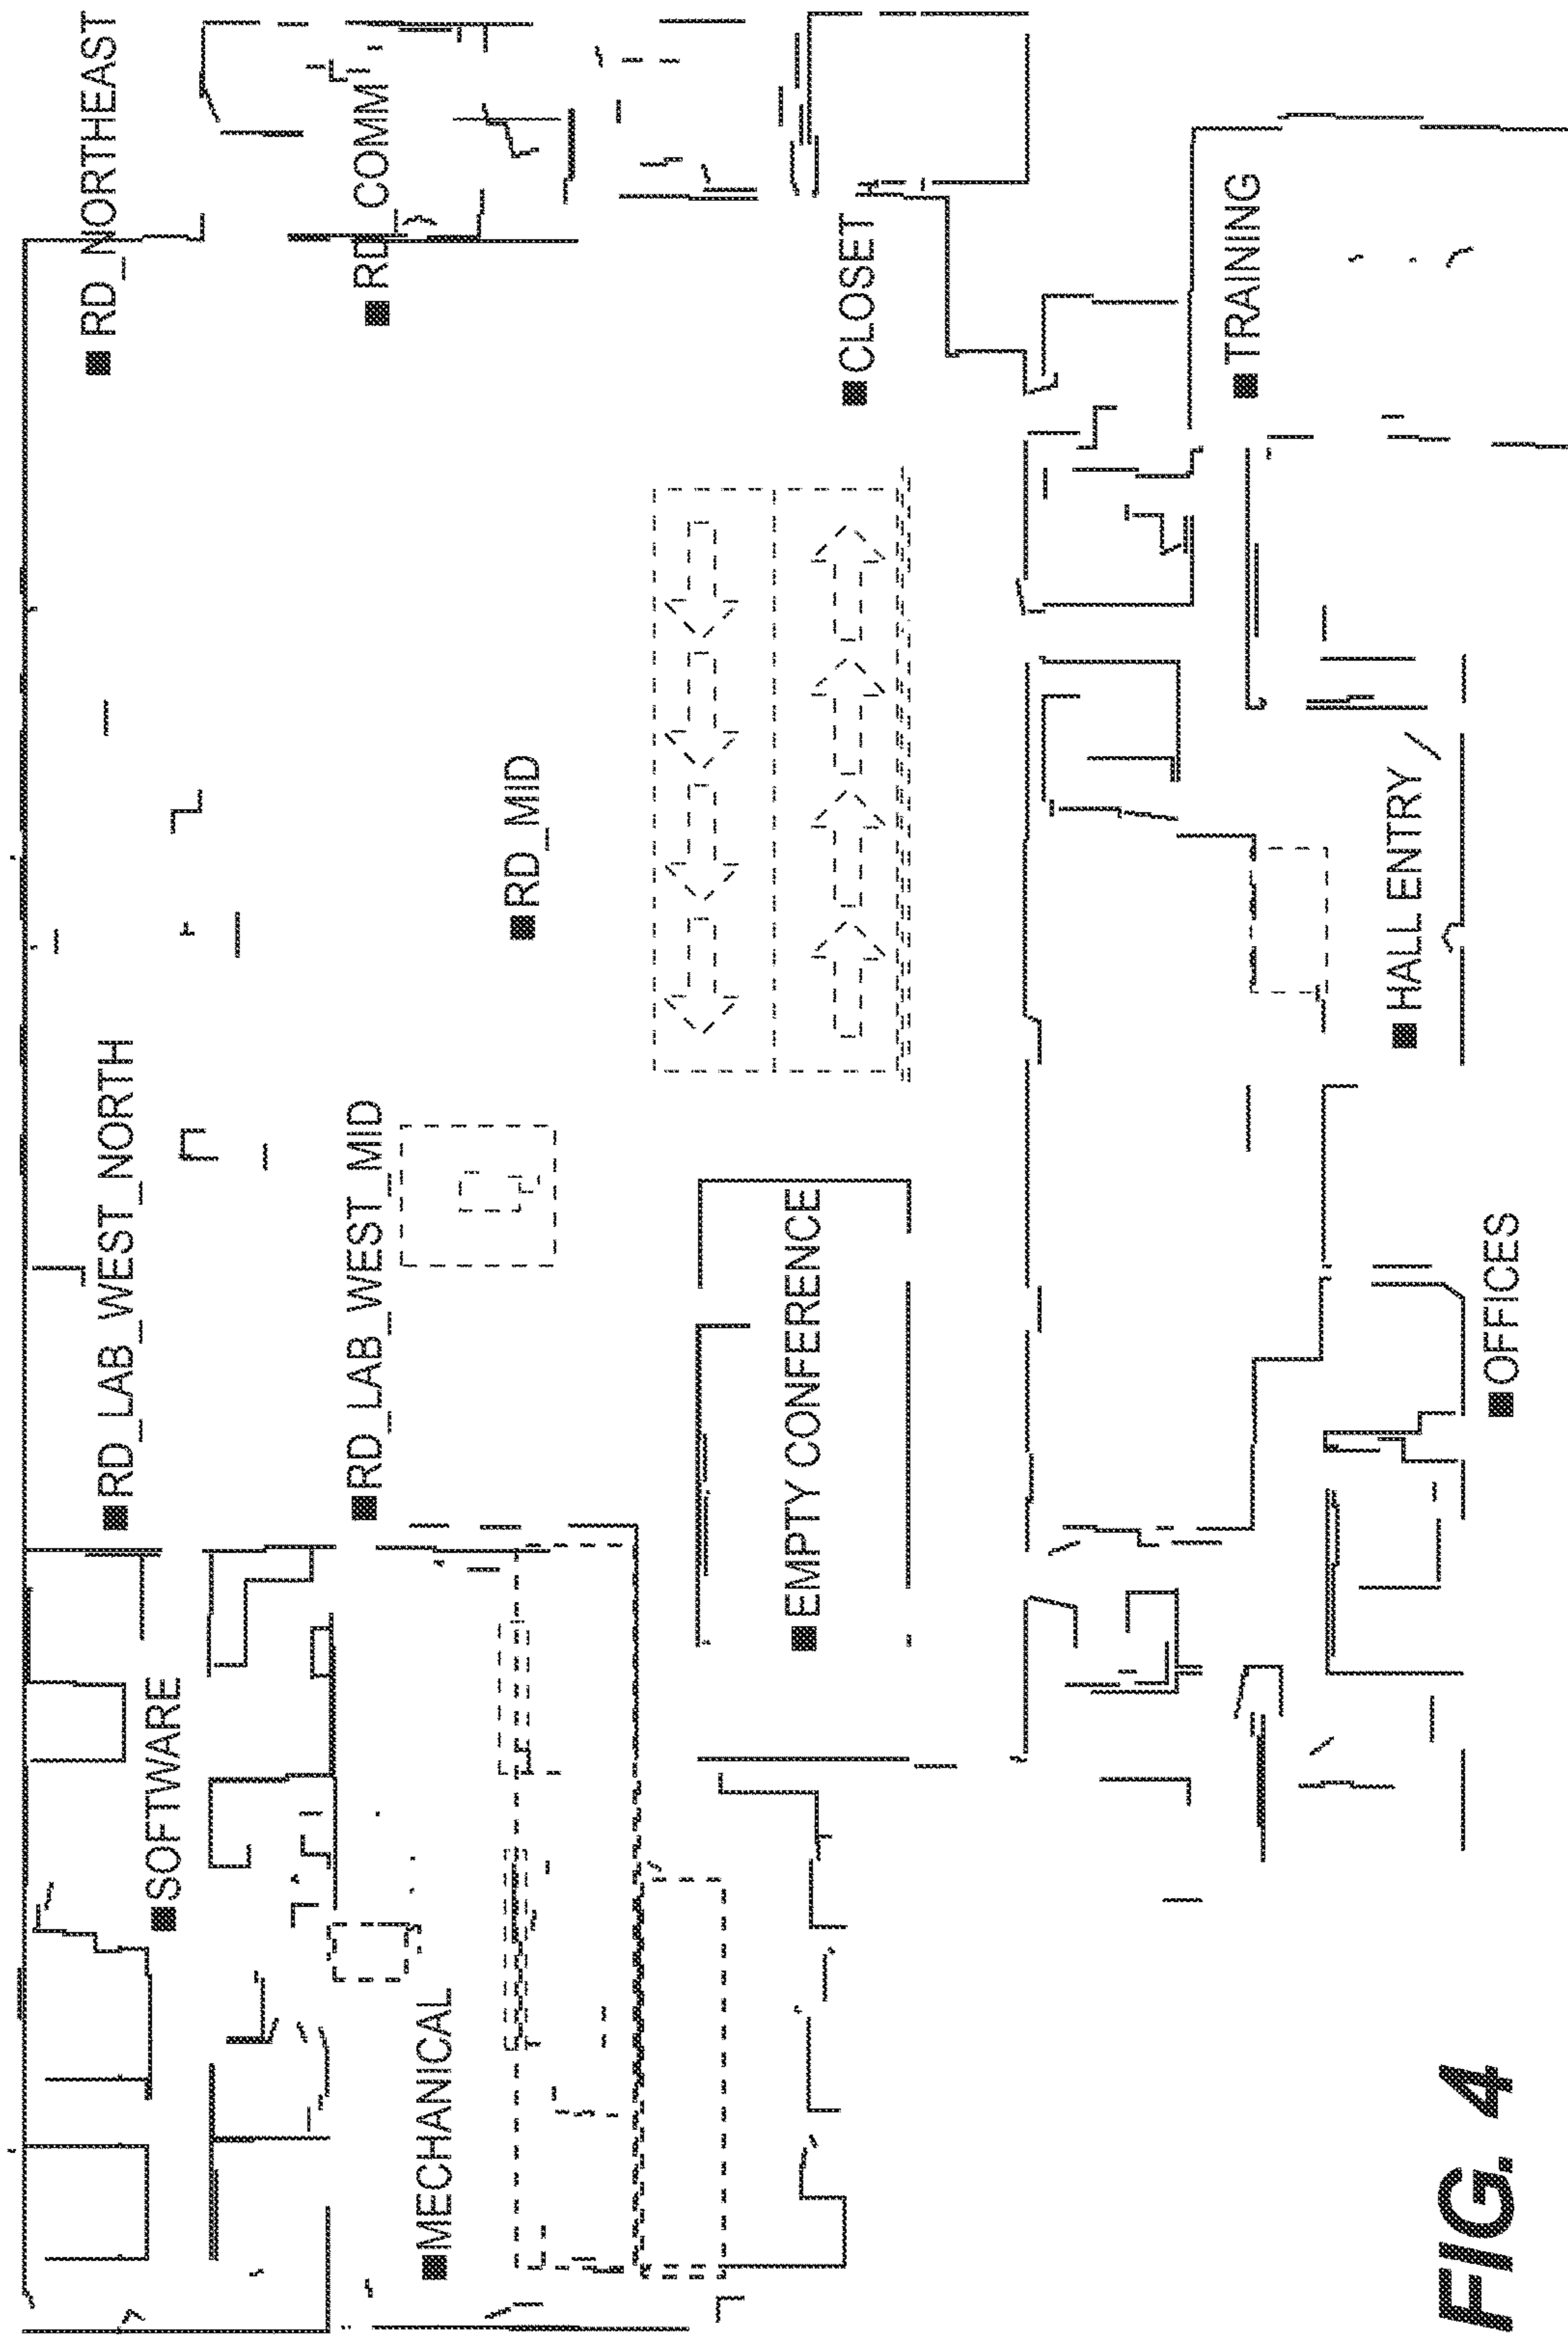 RD_NORTHEAST
RD_LAB_WEST_NORTH
SOFTWARE
RD_COMM
RD_LAB_WEST_MID
MECHANICAL
RD_MID
CLOSET
EMPTY CONFERENCE
TRAINING
HALL ENTRY
OFFICES
FIG. 4